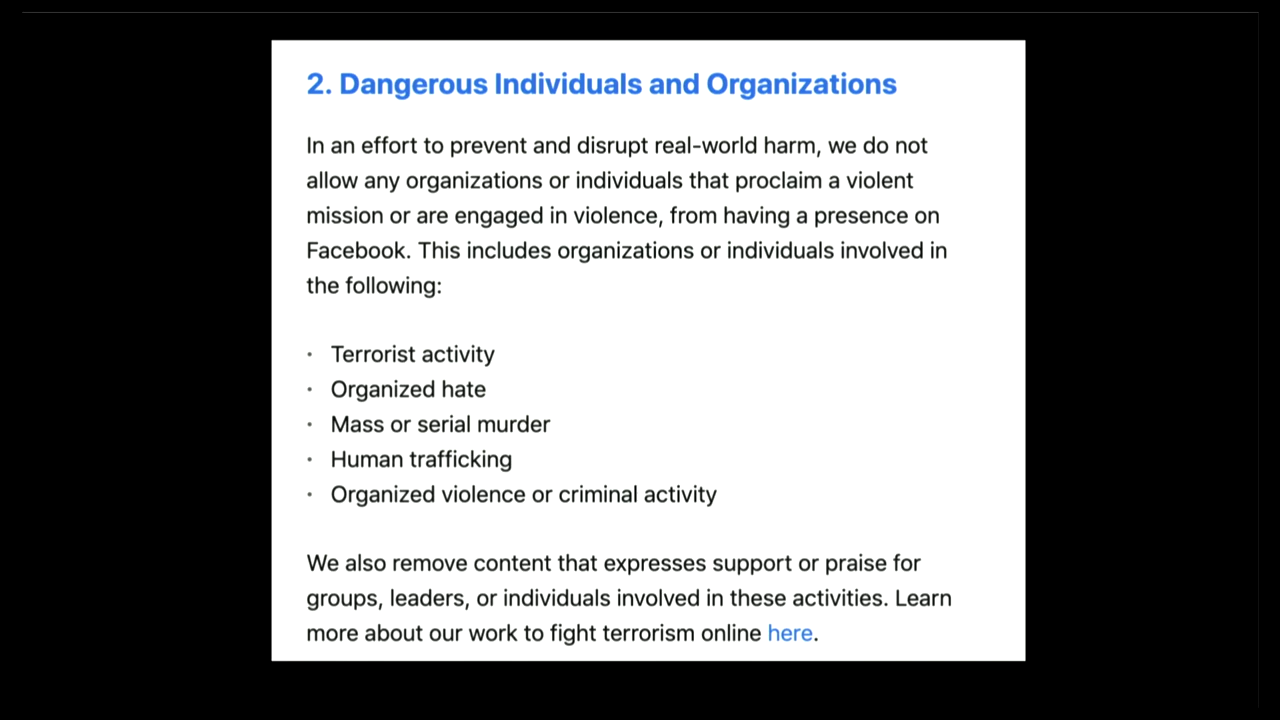 2. Dangerous Individuals and Organizations
In an effort to prevent and disrupt real-world harm, we do not
allow any organizations or individuals that proclaim a violent
mission or are engaged in violence, from having a presence on
Facebook. This includes organizations or individuals involved in
the following:
· Terrorist activity
· Organized hate
· Mass or serial murder
· Human trafficking
· Organized violence or criminal activity
We also remove content that expresses support or praise for
groups, leaders, or individuals involved in these activities. Learn
more about our work to fight terrorism online here.